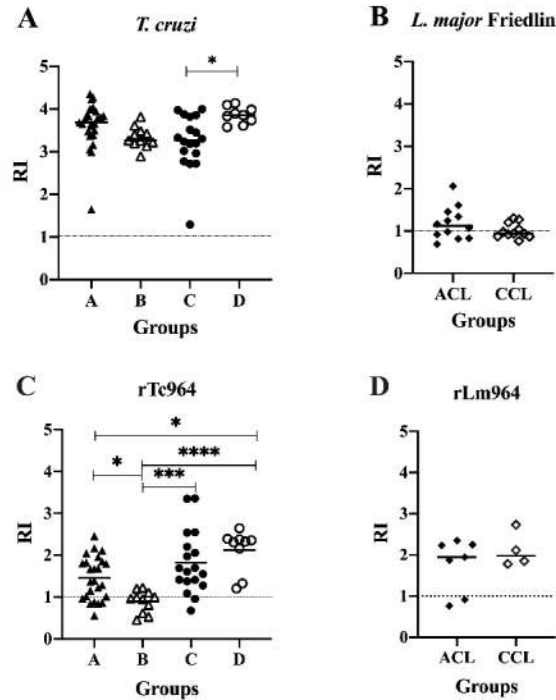 A
T. cruzi
*
5
4
3
2
1
0
RI
A B C D
Groups
B
L. major Friedlin
5
4
3
2
1
0
RI
ACL CCL
Groups
C
rTc964
*
****
* ***
5
4
3
2
1
0
RI
A B C D
Groups
D
rLm964
5
4
3
2
1
0
RI
ACL CCL
Groups